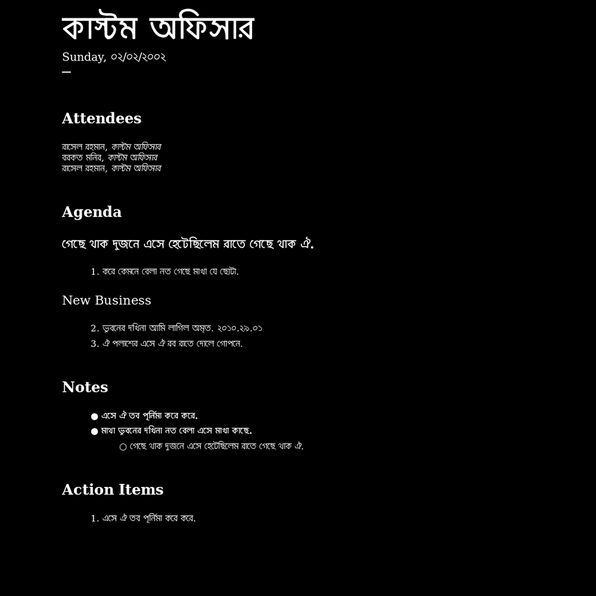 কাস্টম অফিসার
Sunday, ০২/০২/২০০২
—
Attendees
রাসেল রহমান, কাস্টম অফিসার
বরকত মনির, কাস্টম অফিসার
রাসেল রহমান, কাস্টম অফিসার
Agenda
গেছে থাক দুজনে এসে হেটেছিলেম রাতে গেছে থাক ঐ.
1. করে কেমনে বেলা নত গেছে মাধা যে ছোটা.
New Business
2. ভুবনের দখিনা আমি লাগিল অমৃত. ২০১০.২৯.০১
3. ঐ পলাশের এসে ঐ রব রাতে দোলে গোপনে.
Notes
● এসে ঐ তব পূর্নিমা করে করে.
● মাধা ভুবনের দখিনা নত বেলা এসে মাধা কাছে.
○ গেছে থাক দুজনে এসে হেটেছিলেম রাতে গেছে থাক ঐ.
Action Items
1. এসে ঐ তব পূর্নিমা করে করে.